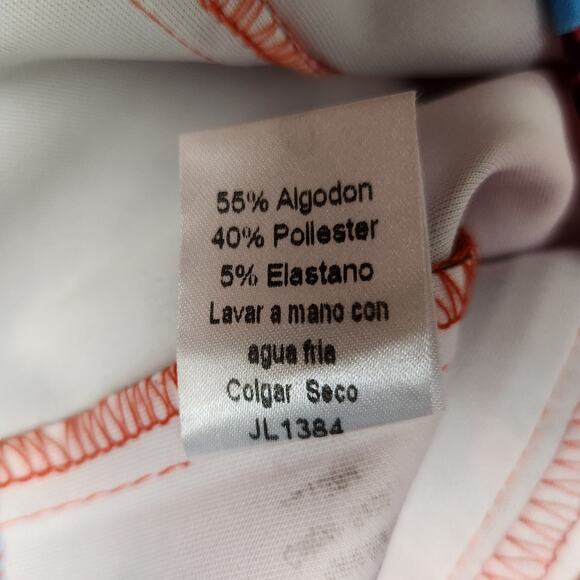 55% Algodon
40% Poliester
5% Elastano
Lavar a mano con
agua fria
Colgar Seco
JL1384